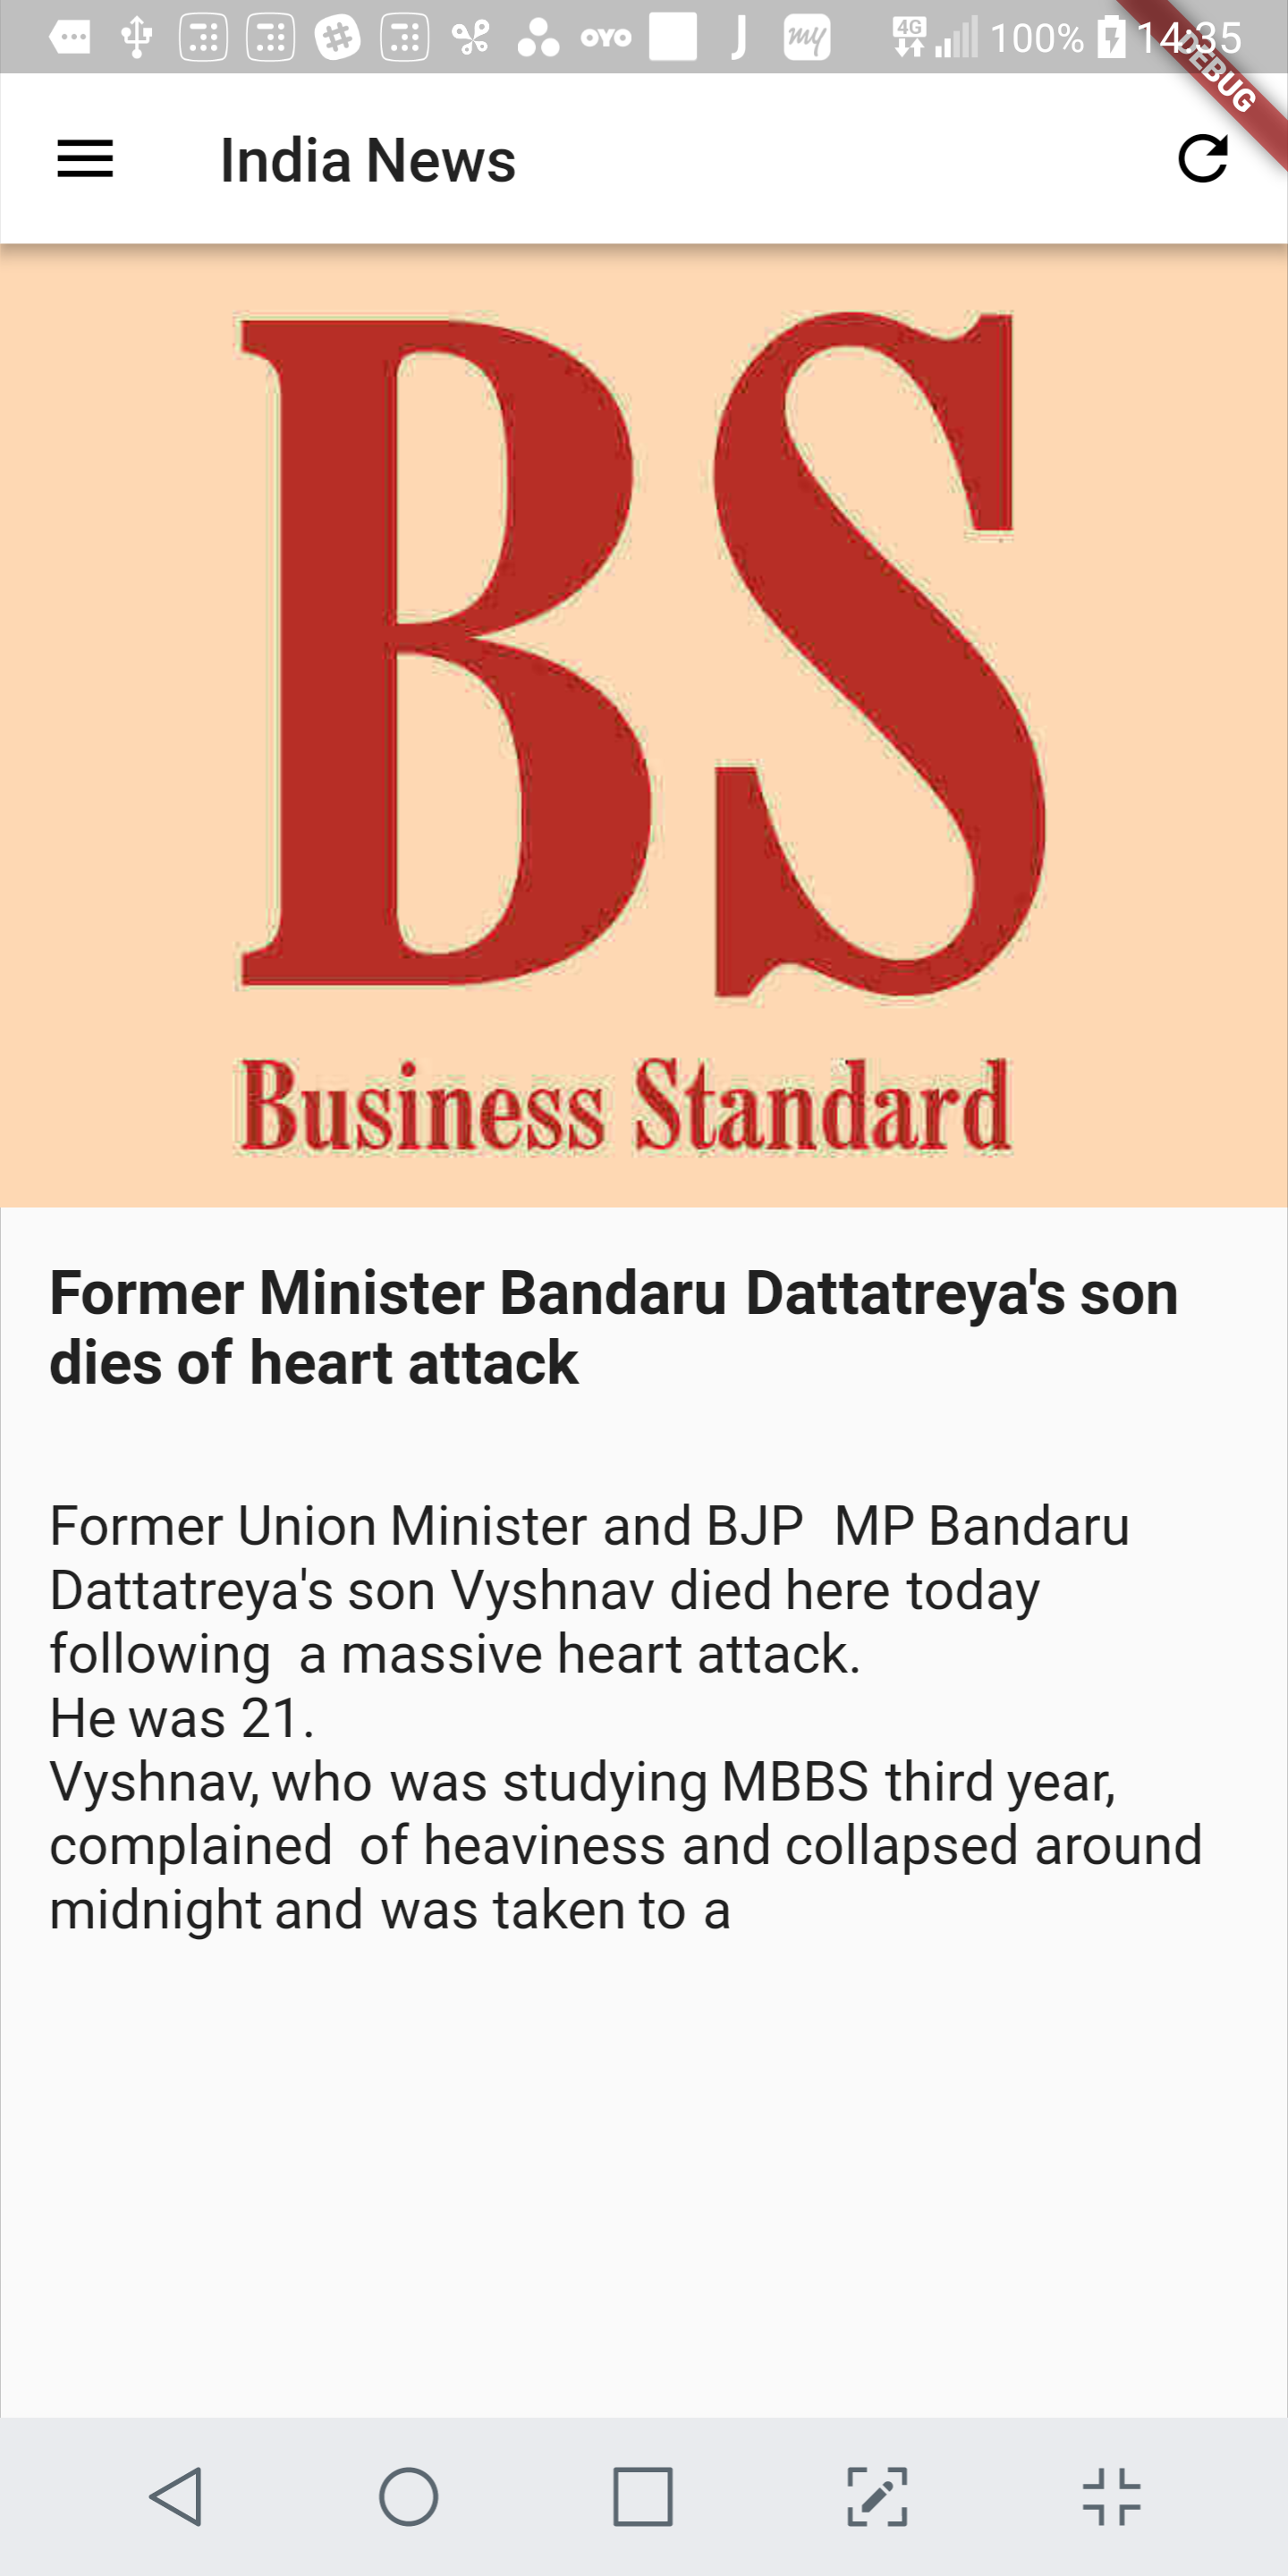 OYO
J
my
4G
100%
14:35
DEBUG
India News
BS
Business Standard
Former Minister Bandaru Dattatreya's son
dies of heart attack
Former Union Minister and BJP  MP Bandaru
Dattatreya's son Vyshnav died here today
following  a massive heart attack.
He was 21.
Vyshnav, who was studying MBBS third year,
complained  of heaviness and collapsed around
midnight and was taken to a